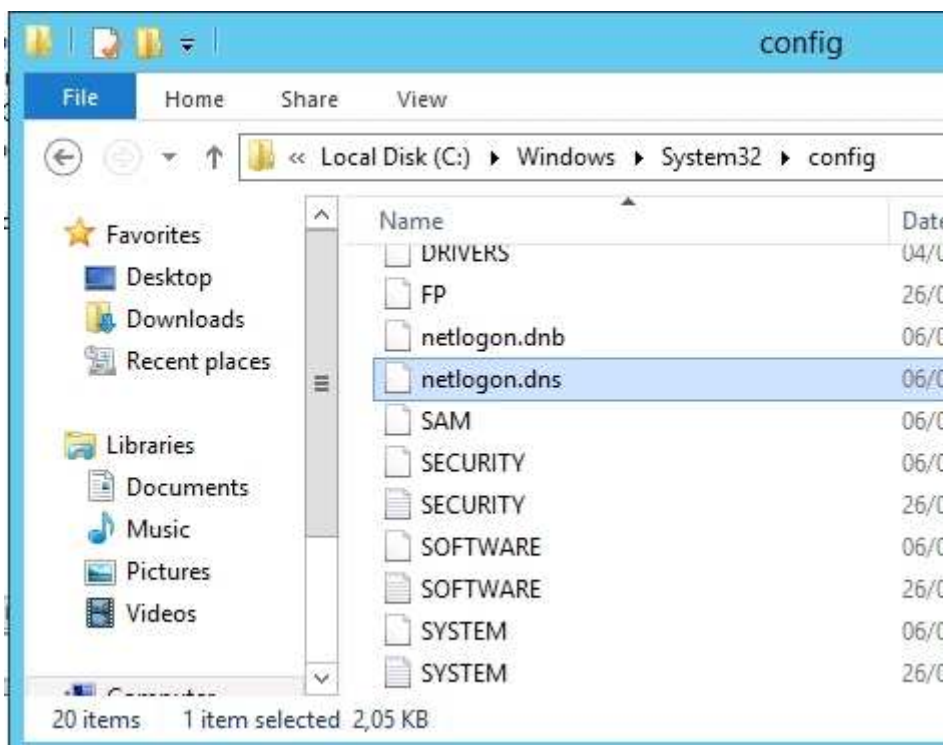 config
File Home Share View
« Local Disk (C:) Windows System32 config
Favorites
Desktop
Downloads
Recent places
Libraries
Documents
Music
Pictures
Videos
Computer
Name Date
DRIVERS 04/0
FP 26/0
netlogon.dnb 06/0
netlogon.dns 06/0
SAM 06/0
SECURITY 06/0
SECURITY 26/0
SOFTWARE 06/0
SOFTWARE 26/0
SYSTEM 06/0
SYSTEM 26/0
20 items 1 item selected 2,05 KB